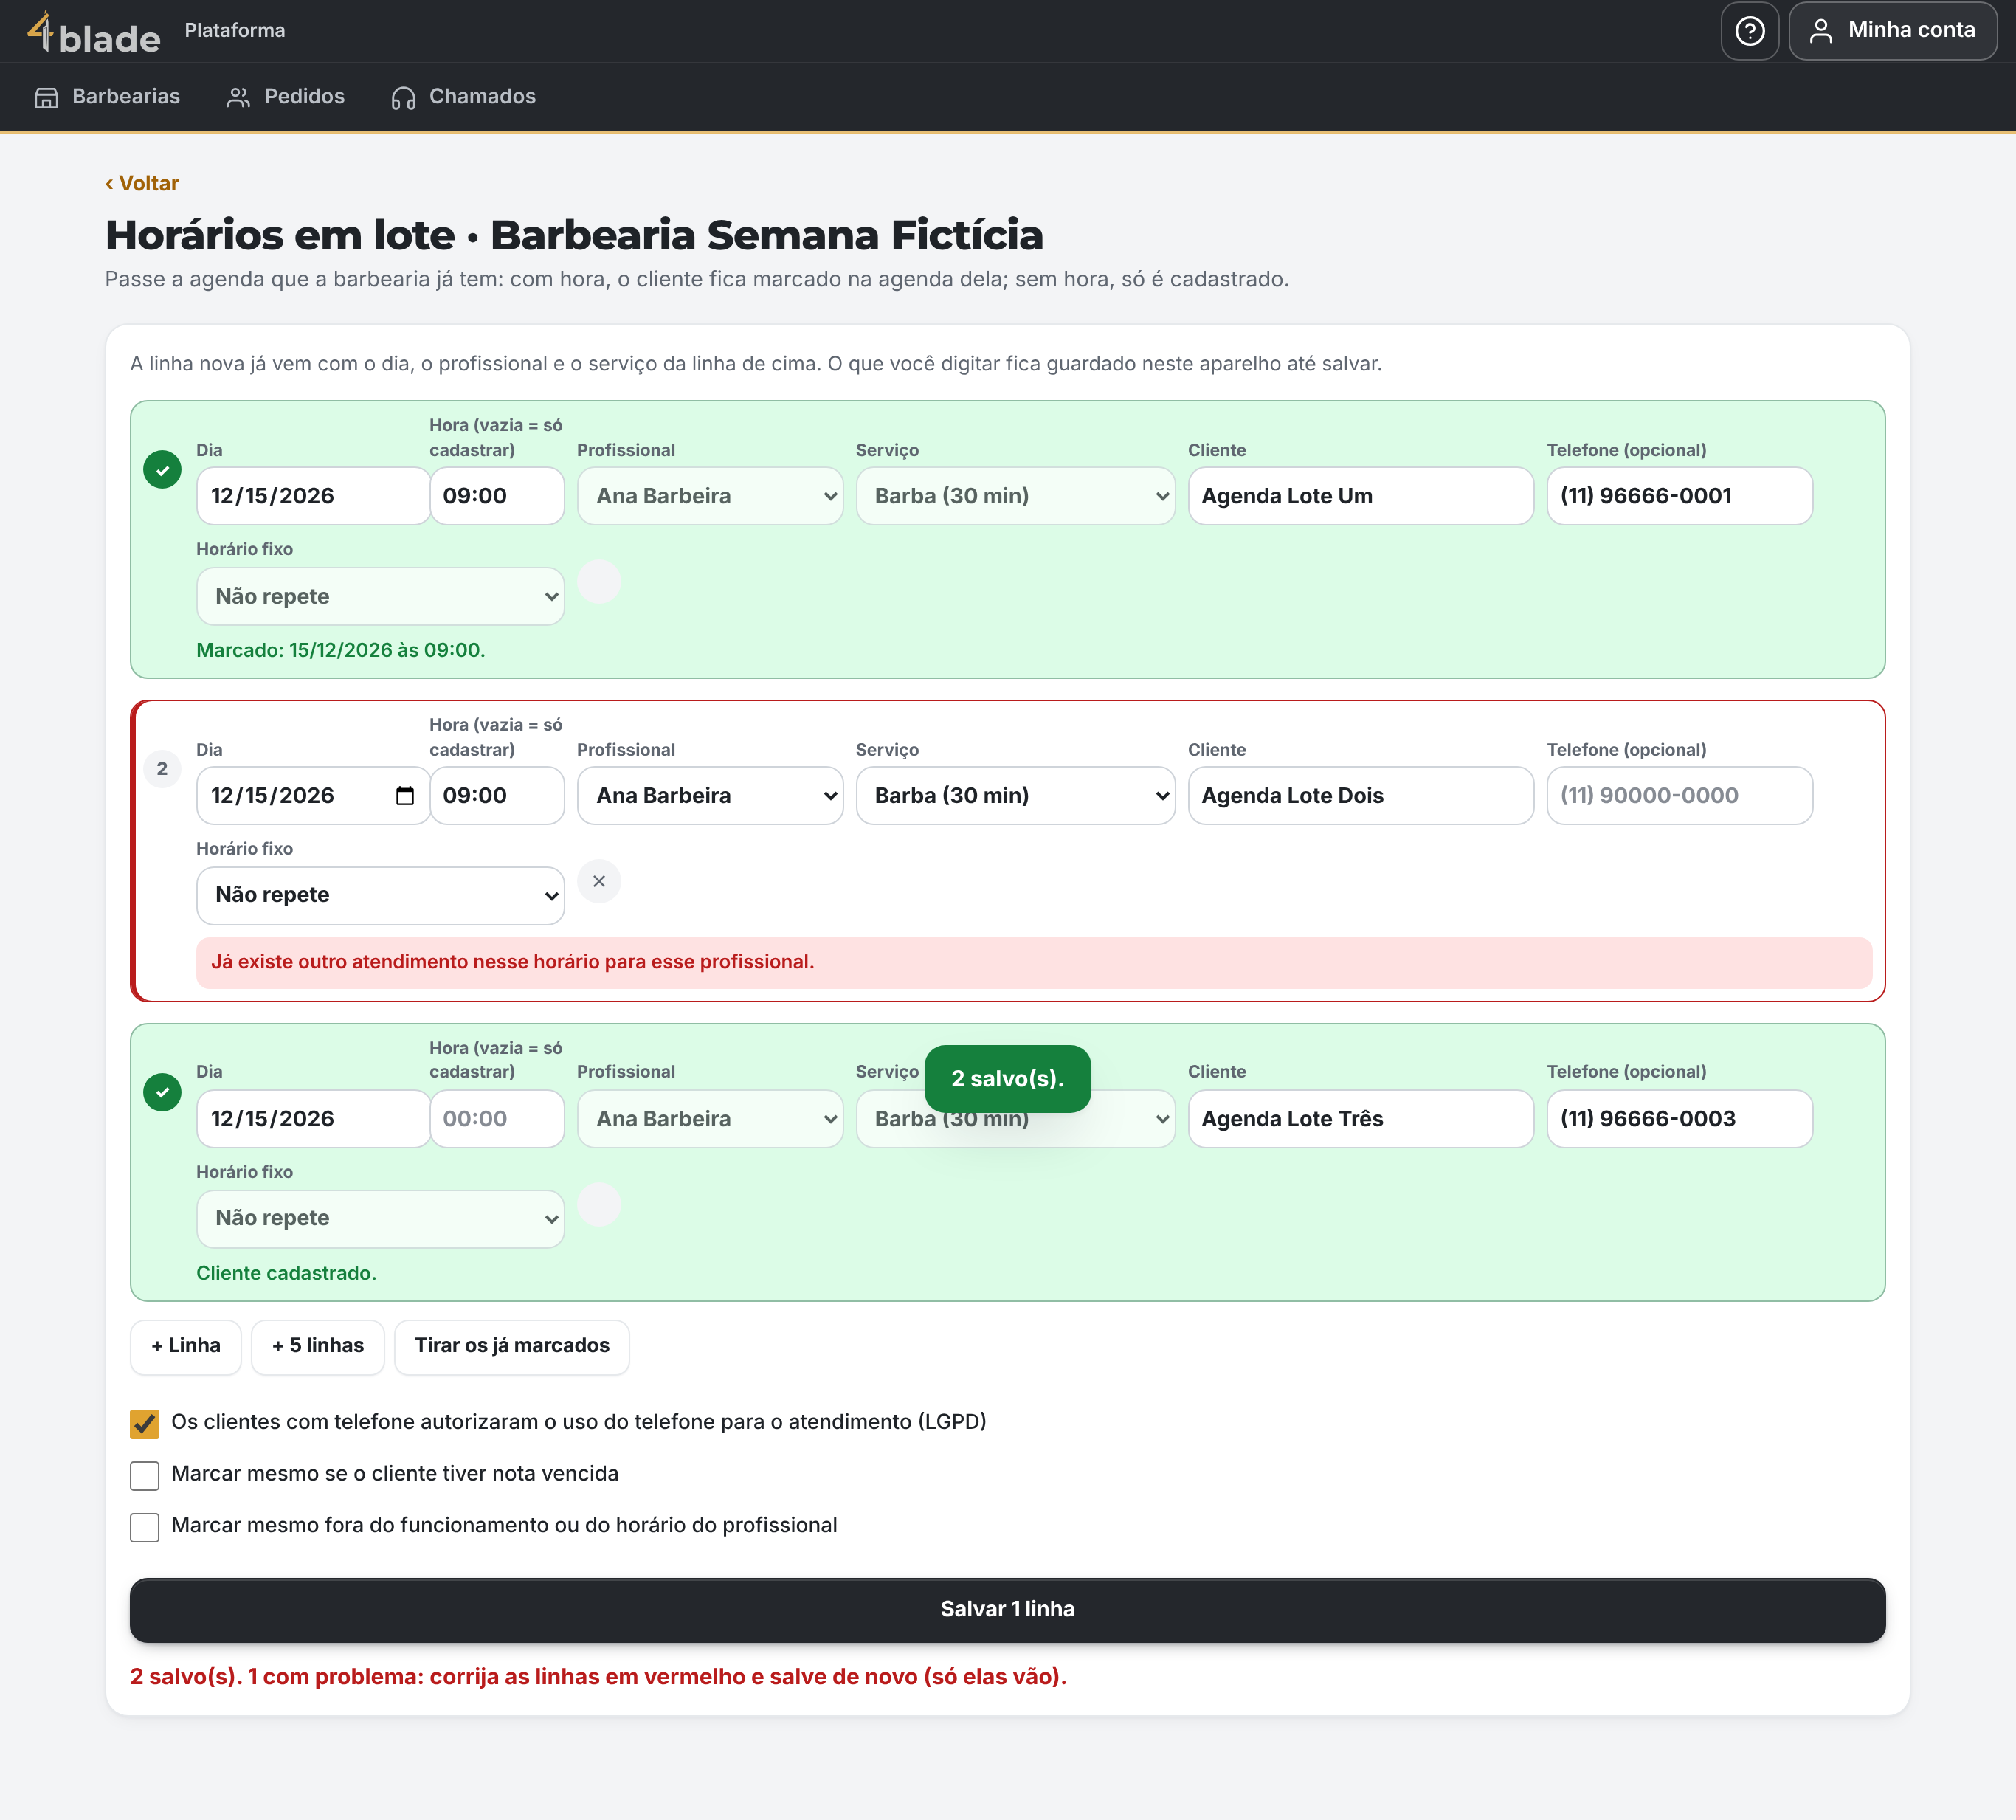 4blade Plataforma
? Minha conta
Barbearias Pedidos Chamados
‹ Voltar
Horários em lote • Barbearia Semana Fictícia
Passe a agenda que a barbearia já tem: com hora, o cliente fica marcado na agenda dela; sem hora, só é cadastrado.
A linha nova já vem com o dia, o profissional e o serviço da linha de cima. O que você digitar fica guardado neste aparelho até salvar.
Dia Hora (vazia = só cadastrar) Profissional Serviço Cliente Telefone (opcional)
12/15/2026 09:00 Ana Barbeira Barba (30 min) Agenda Lote Um (11) 96666-0001
Horário fixo
Não repete
Marcado: 15/12/2026 às 09:00.
Dia Hora (vazia = só cadastrar) Profissional Serviço Cliente Telefone (opcional)
2 12/15/2026 09:00 Ana Barbeira Barba (30 min) Agenda Lote Dois (11) 90000-0000
Horário fixo
Não repete ×
Já existe outro atendimento nesse horário para esse profissional.
Dia Hora (vazia = só cadastrar) Profissional Serviço Cliente Telefone (opcional)
2 salvo(s).
12/15/2026 00:00 Ana Barbeira Barba (30 min) Agenda Lote Três (11) 96666-0003
Horário fixo
Não repete
Cliente cadastrado.
+ Linha + 5 linhas Tirar os já marcados
Os clientes com telefone autorizaram o uso do telefone para o atendimento (LGPD)
Marcar mesmo se o cliente tiver nota vencida
Marcar mesmo fora do funcionamento ou do horário do profissional
Salvar 1 linha
2 salvo(s). 1 com problema: corrija as linhas em vermelho e salve de novo (só elas vão).